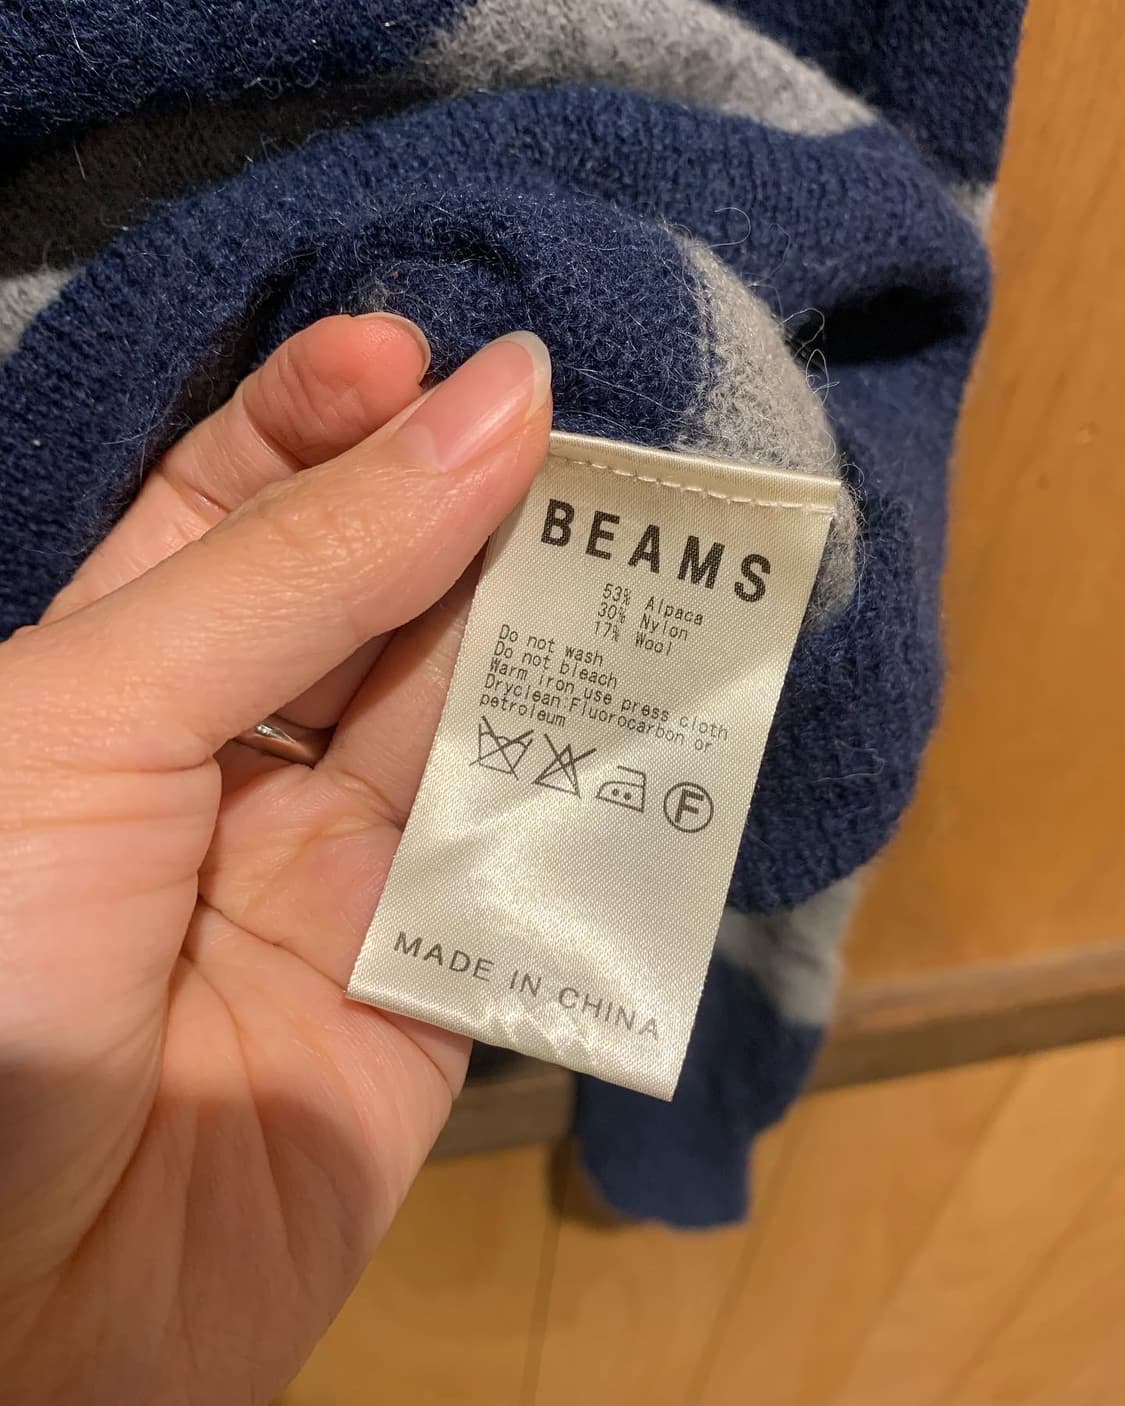 BEAMS
53% Alpaca
30% Nylon
17% Wool
Do not wash
Do not bleach
Warm iron use press cloth
Dryclean Fluorocarbon or
petroleum
F
MADE IN CHINA